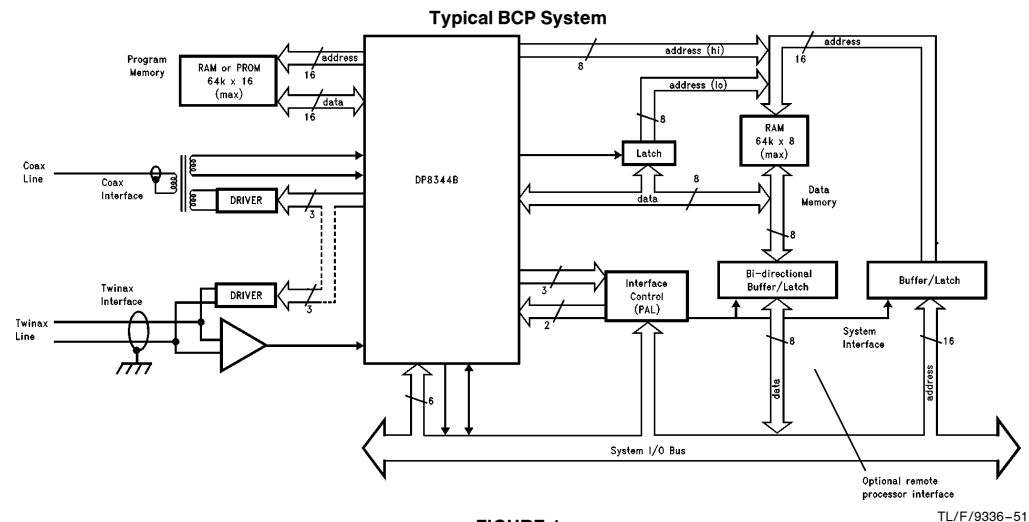 Typical BCP System
Program
Memory
RAM or PROM
64k x 16
(max)
16
address
16
data
8
address (hi)
16
address
address (lo)
8
Latch
RAM
64k x 8
(max)
Coax
Line
Coax
Interface
DRIVER
3
DP8344B
data
8
Data
Memory
8
Twinax
Interface
DRIVER
3
Twinax
Line
3
2
Interface
Control
(PAL)
Bi-directional
Buffer/Latch
Buffer/Latch
System
Interface
6
8
data
16
address
System I/O Bus
Optional remote
processor interface
TL/F/9336-51